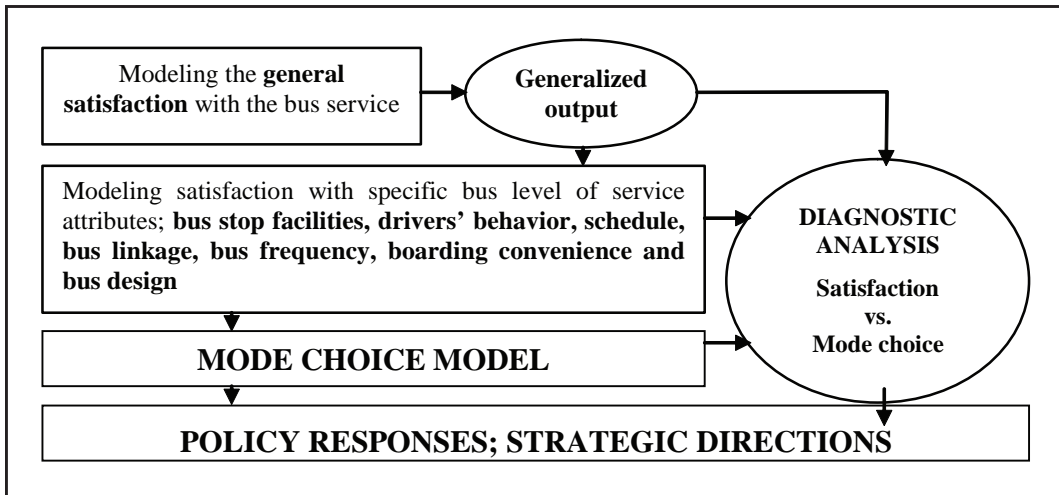 Modeling the general
satisfaction with the bus service
Generalized
output
Modeling satisfaction with specific bus level of service
attributes; bus stop facilities, drivers’ behavior, schedule,
bus linkage, bus frequency, boarding convenience and
bus design
DIAGNOSTIC
ANALYSIS
Satisfaction
vs.
Mode choice
MODE CHOICE MODEL
POLICY RESPONSES; STRATEGIC DIRECTIONS